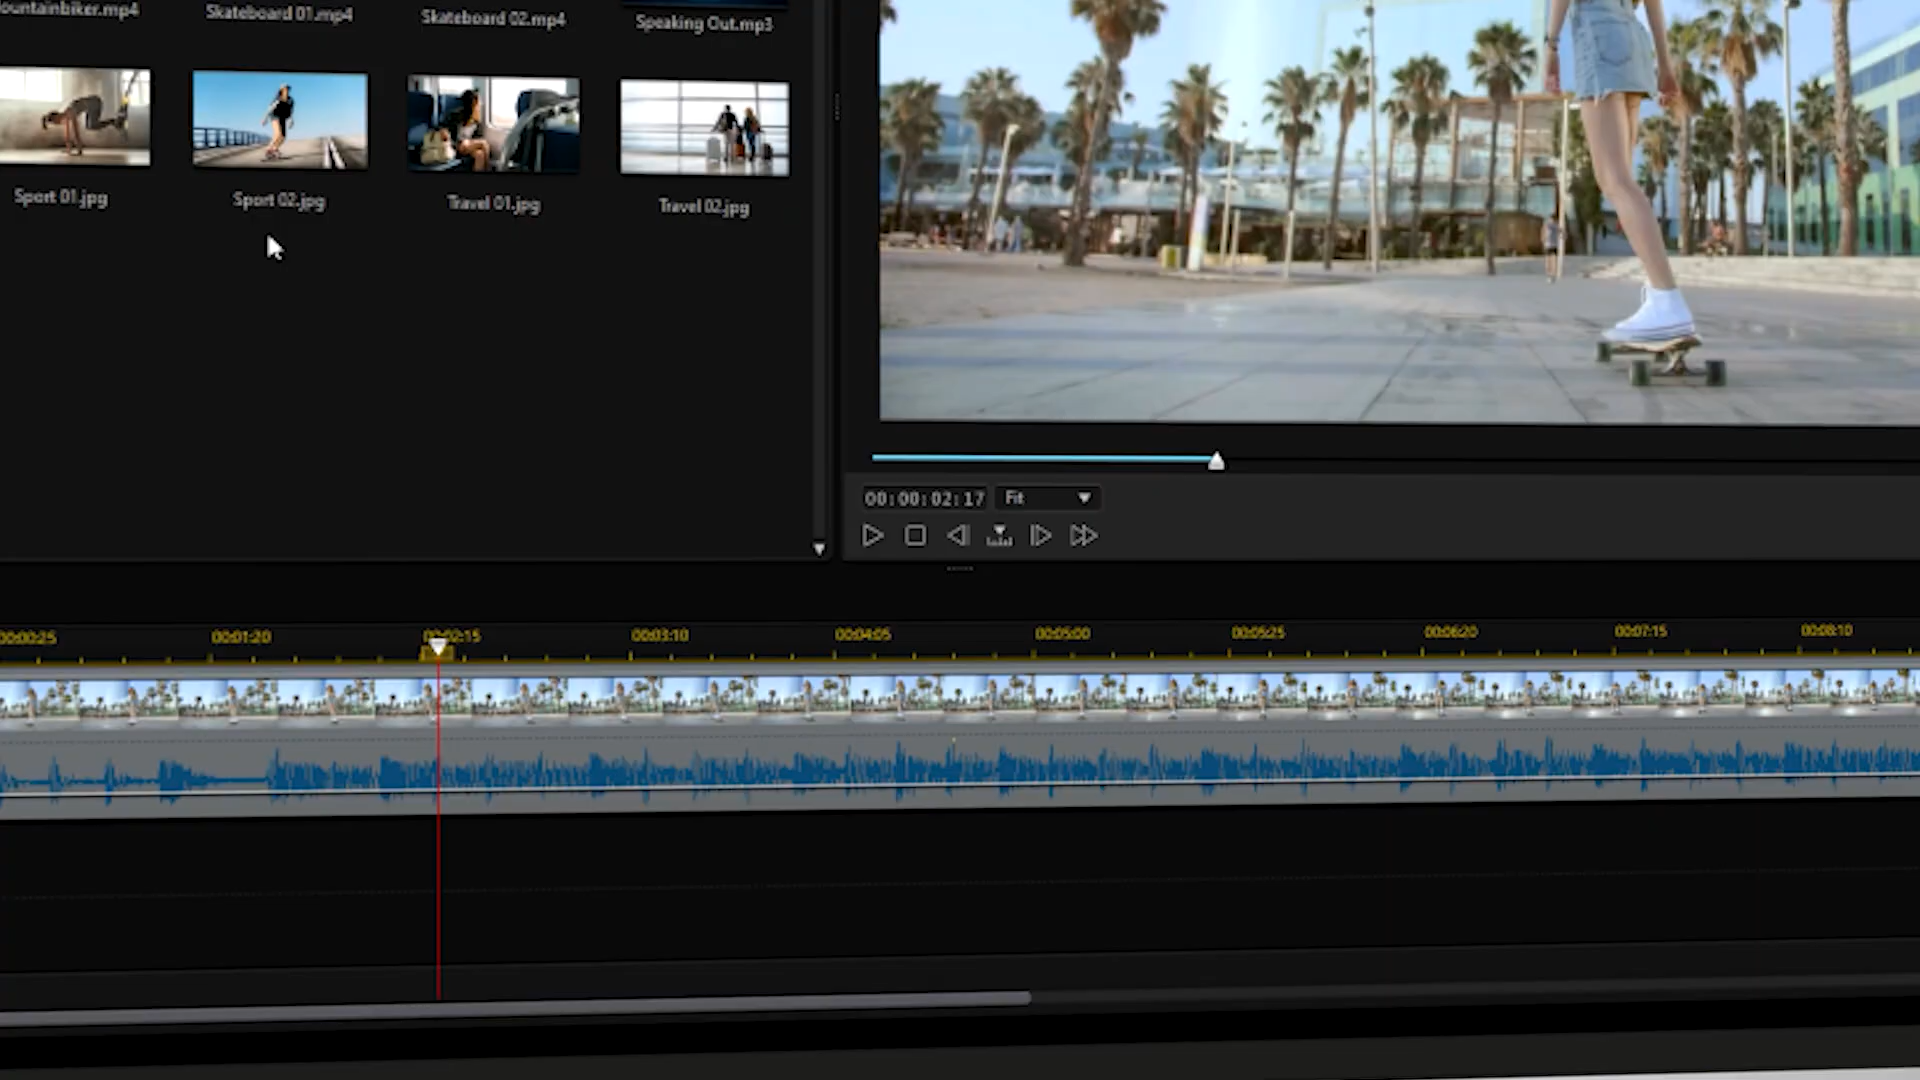 ountainbiker.mp4
Skateboard 01.mp4
Skateboard 02.mp4
Speaking Out.mp3
Sport 01.jpg
Sport 02.jpg
Travel 01.jpg
Travel 02.jpg
00:00:02:17
Fit
00:00:25
00:01:20
00:02:15
00:03:10
00:04:05
00:05:00
00:05:25
00:06:20
00:07:15
00:08:10